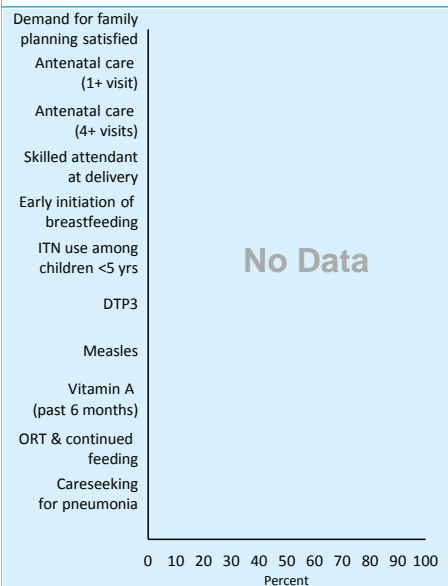 Demand for family
planning satisfied
Antenatal care
(1+ visit)
Antenatal care
(4+ visits)
Skilled attendant
at delivery
Early initiation of
breastfeeding
ITN use among
children <5 yrs
No Data
DTP3
Measles
Vitamin A
(past 6 months)
ORT & continued
feeding
Careseeking
for pneumonia
0 10 20 30 40 50 60 70 80 90 100
Percent